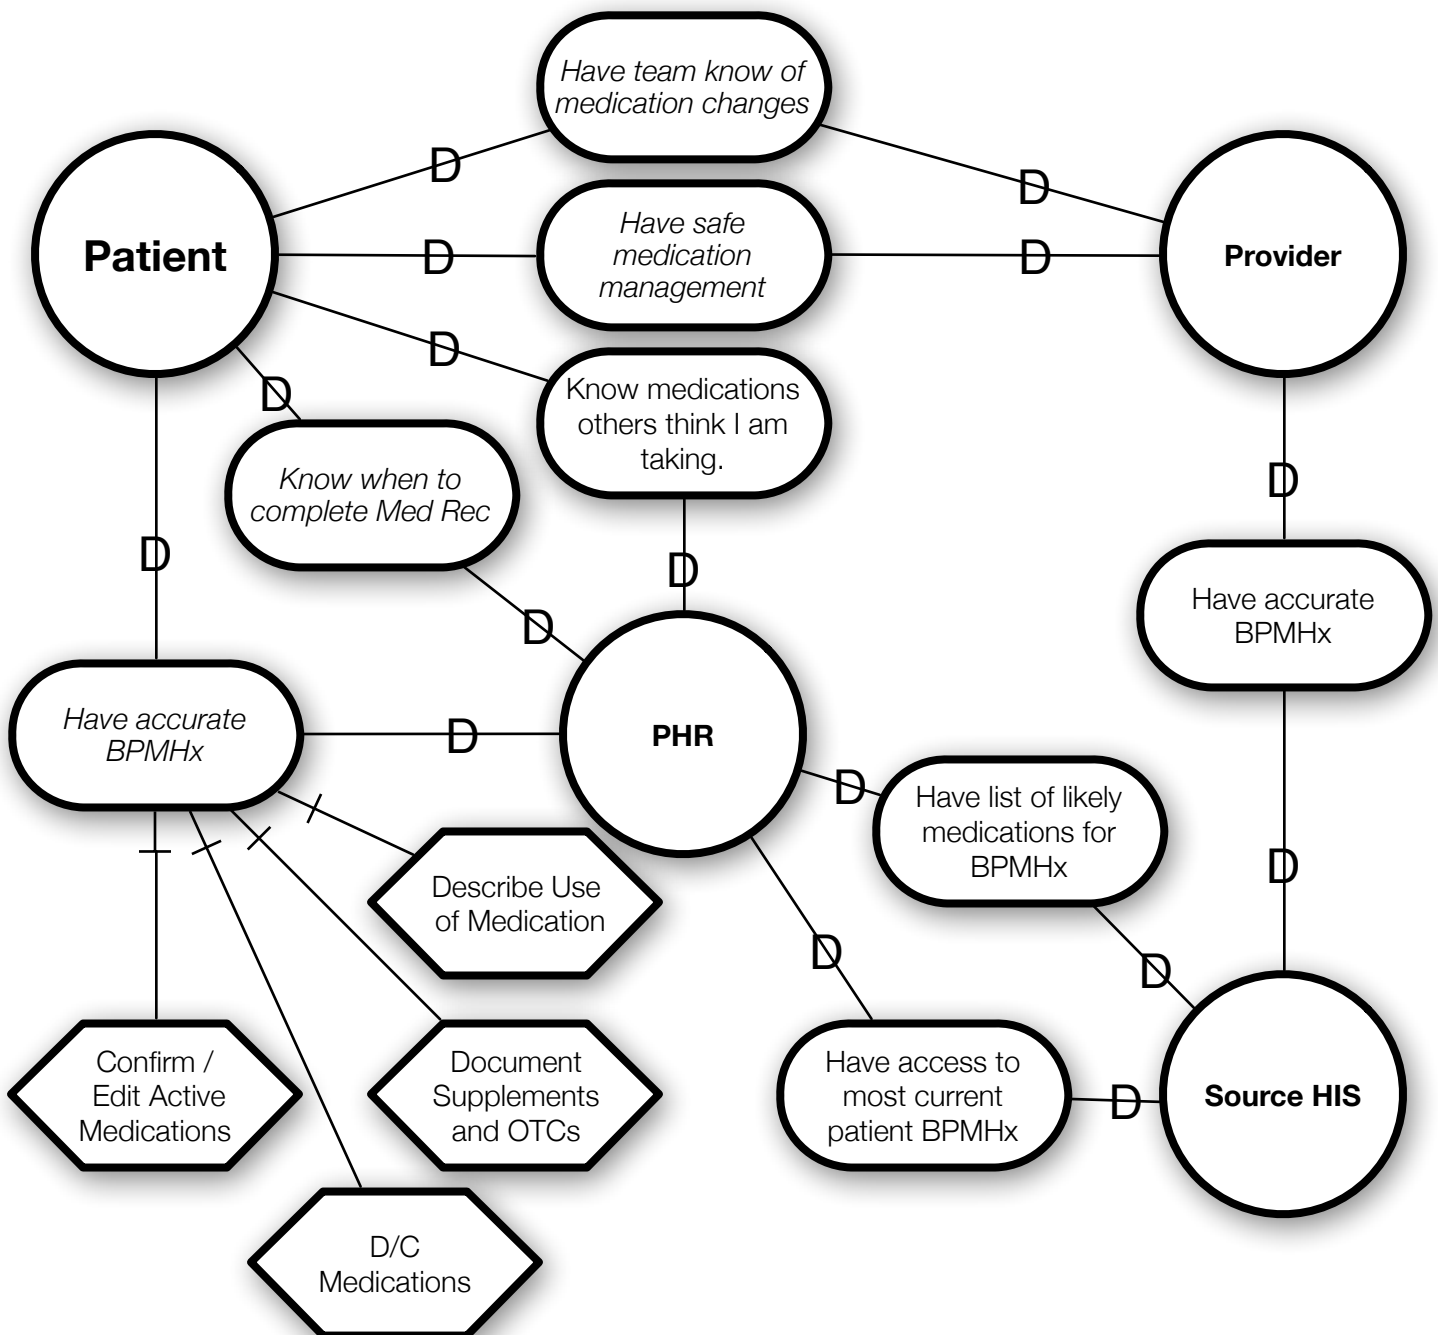 Have team know of
medication changes
D
D
Patient
Have safe
medication
management
Provider
D
D
D
Know medications
others think I am
taking.
D
Know when to
complete Med Rec
D
D
D
D
Have accurate
BPMHx
D
Have accurate
BPMHx
D
PHR
D
Have list of likely
medications for
BPMHx
D
Describe Use
of Medication
D
D
Confirm /
Edit Active
Medications
Document
Supplements
and OTCs
Have access to
most current
patient BPMHx
D
Source HIS
D/C
Medications